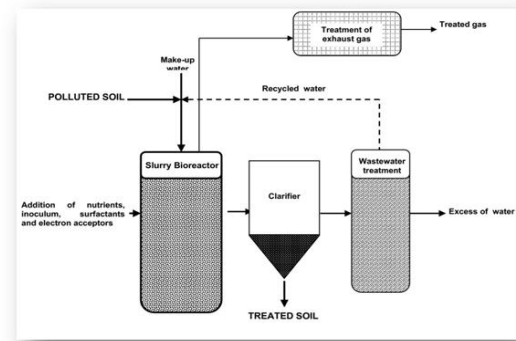 Treatment of
exhaust gas
Treated gas
Make-up
water
Recycled water
POLLUTED SOIL
Slurry Bioreactor
Wastewater
treatment
Clarifier
Addition of nutrients,
inoculum, surfactants
and electron acceptors
Excess of water
TREATED SOIL